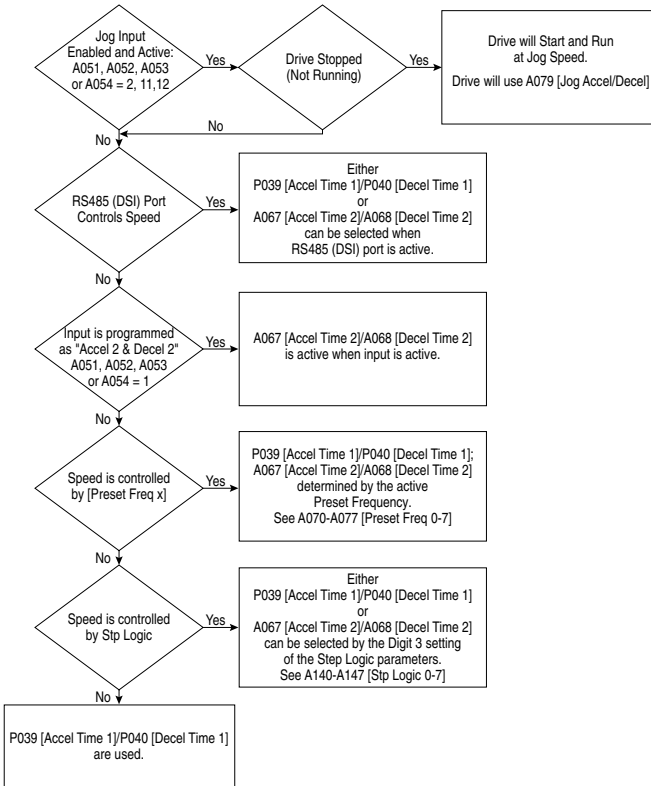 Jog Input
Enabled and Active:
A051, A052, A053
or A054 = 2, 11,12
Yes
Drive Stopped
(Not Running)
Yes
Drive will Start and Run
at Jog Speed.
Drive will use A079 [Jog Accel/Decel]
No
No
RS485 (DSI) Port
Controls Speed
Yes
Either
P039 [Accel Time 1]/P040 [Decel Time 1]
or
A067 [Accel Time 2]/A068 [Decel Time 2]
can be selected when
RS485 (DSI) port is active.
No
Input is programmed
as "Accel 2 & Decel 2"
A051, A052, A053
or A054 = 1
Yes
A067 [Accel Time 2]/A068 [Decel Time 2]
is active when input is active.
No
Speed is controlled
by [Preset Freq x]
Yes
P039 [Accel Time 1]/P040 [Decel Time 1];
A067 [Accel Time 2]/A068 [Decel Time 2]
determined by the active
Preset Frequency.
See A070-A077 [Preset Freq 0-7]
No
Speed is controlled
by Stp Logic
Yes
Either
P039 [Accel Time 1]/P040 [Decel Time 1]
or
A067 [Accel Time 2]/A068 [Decel Time 2]
can be selected by the Digit 3 setting
of the Step Logic parameters.
See A140-A147 [Stp Logic 0-7]
No
P039 [Accel Time 1]/P040 [Decel Time 1]
are used.